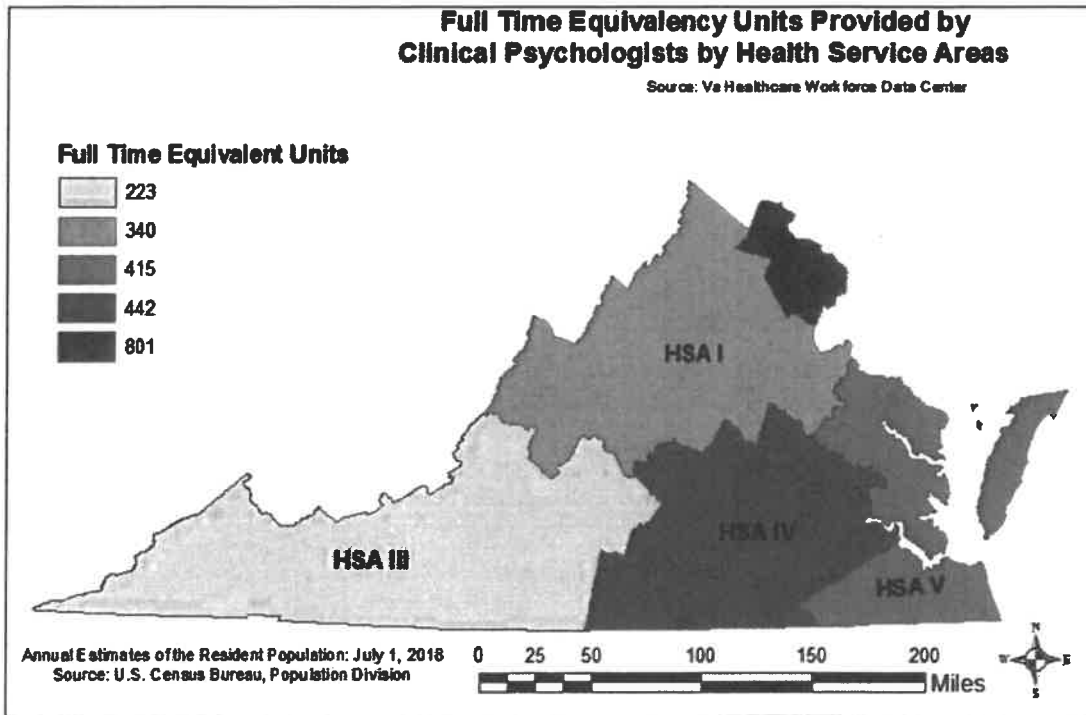 Full Time Equivalency Units Provided by
Clinical Psychologists by Health Service Areas
Source: Va Healthcare Work force Data Center
Full Time Equivalent Units
223
340
415
442
801
HSA I
HSA III
HSA IV
HSA V
Annual Estimates of the Resident Population: July 1, 2018
Source: U.S. Census Bureau, Population Division
0 25 50 100 150 200
Miles
N
W E
S